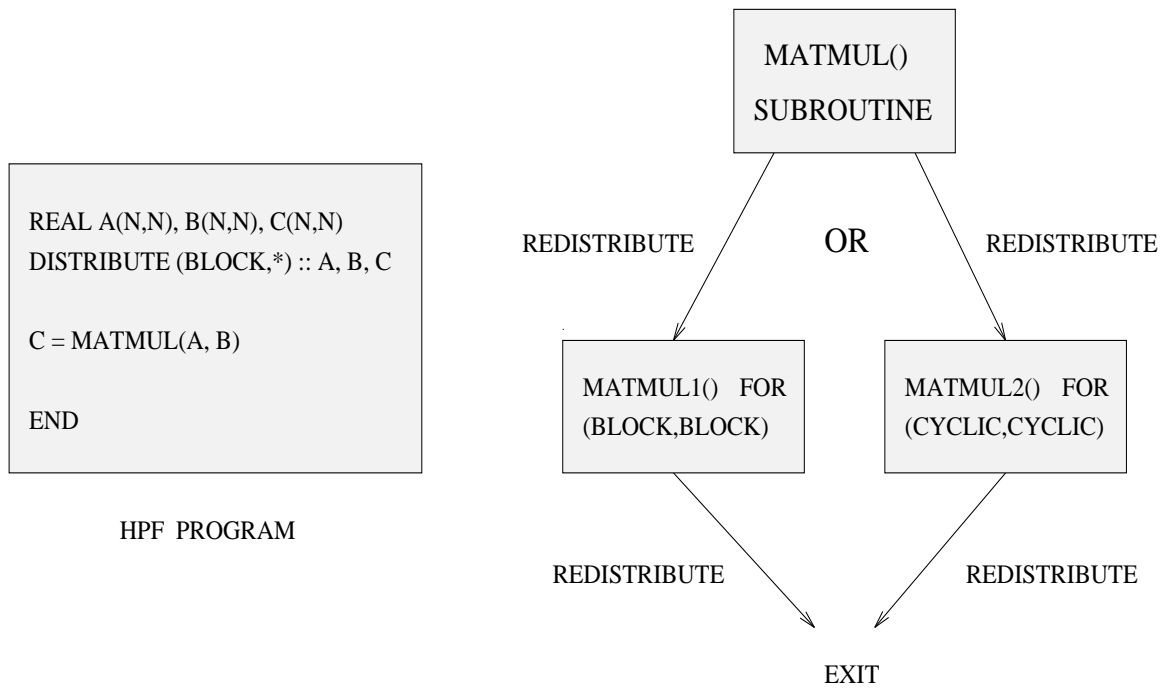 REAL A(N,N), B(N,N), C(N,N)
DISTRIBUTE (BLOCK,*) :: A, B, C
C = MATMUL(A, B)
END
HPF PROGRAM
MATMUL()
SUBROUTINE
REDISTRIBUTE
OR
REDISTRIBUTE
MATMUL1() FOR
(BLOCK,BLOCK)
MATMUL2() FOR
(CYCLIC,CYCLIC)
REDISTRIBUTE
REDISTRIBUTE
EXIT